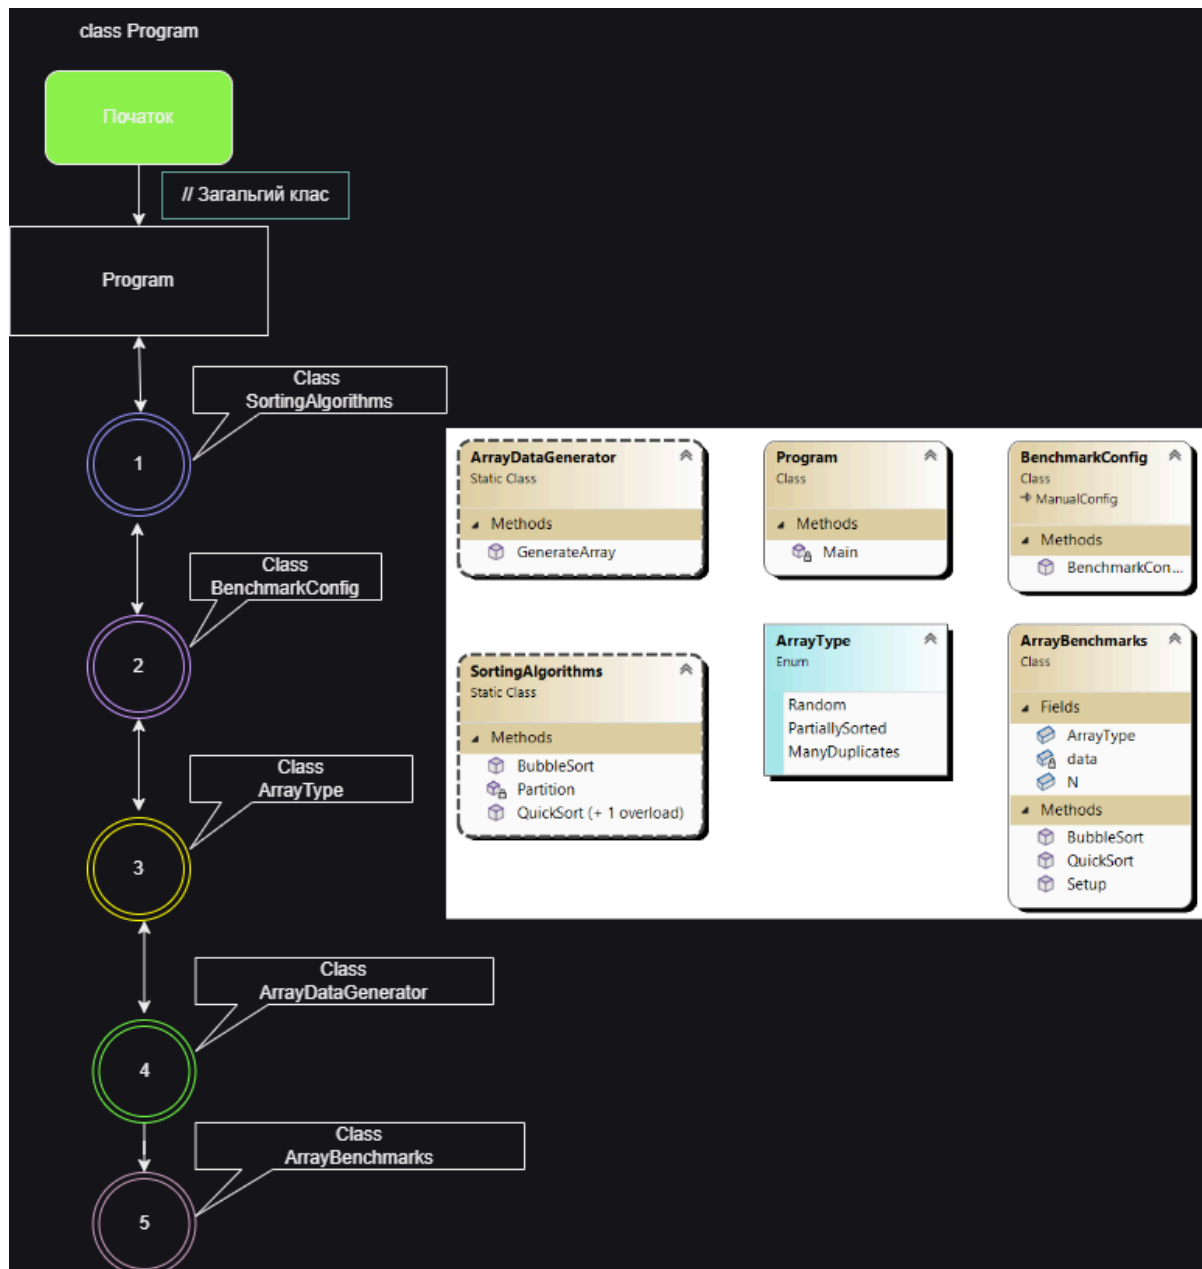 class Program
Початок
// Загальгий клас
Program
Class
SortingAlgorithms
1
Class
BenchmarkConfig
2
Class
ArrayType
3
Class
ArrayDataGenerator
4
Class
ArrayBenchmarks
5
ArrayDataGenerator
Static Class
Methods
GenerateArray
Program
Class
Methods
Main
BenchmarkConfig
Class
ManualConfig
Methods
BenchmarkCon...
SortingAlgorithms
Static Class
Methods
BubbleSort
Partition
QuickSort (+ 1 overload)
ArrayType
Enum
Random
PartiallySorted
ManyDuplicates
ArrayBenchmarks
Class
Fields
ArrayType
data
N
Methods
BubbleSort
QuickSort
Setup